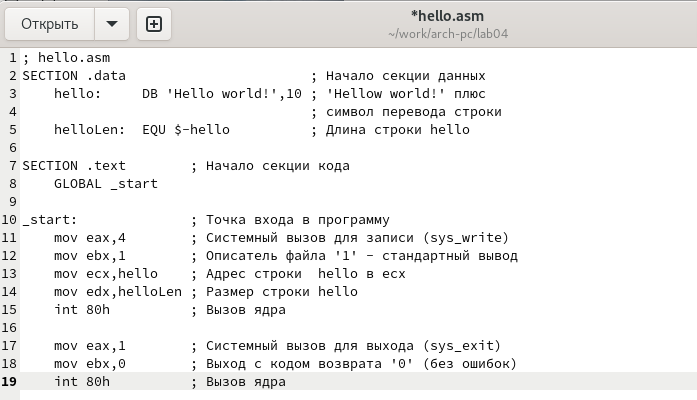 Открыть
*hello.asm
~/work/arch-pc/lab04
1 ; hello.asm
2 SECTION .data                       ; Начало секции данных
3     hello:     DB 'Hello world!',10 ; 'Hellow world!' плюс
4                                     ; символ перевода строки
5     helloLen:  EQU $-hello          ; Длина строки hello
6
7 SECTION .text        ; Начало секции кода
8     GLOBAL _start
9
10 _start:              ; Точка входа в программу
11     mov eax,4        ; Системный вызов для записи (sys_write)
12     mov ebx,1        ; Описатель файла '1' - стандартный вывод
13     mov ecx,hello    ; Адрес строки  hello в ecx
14     mov edx,helloLen ; Размер строки hello
15     int 80h          ; Вызов ядра
16
17     mov eax,1        ; Системный вызов для выхода (sys_exit)
18     mov ebx,0        ; Выход с кодом возврата '0' (без ошибок)
19     int 80h          ; Вызов ядра